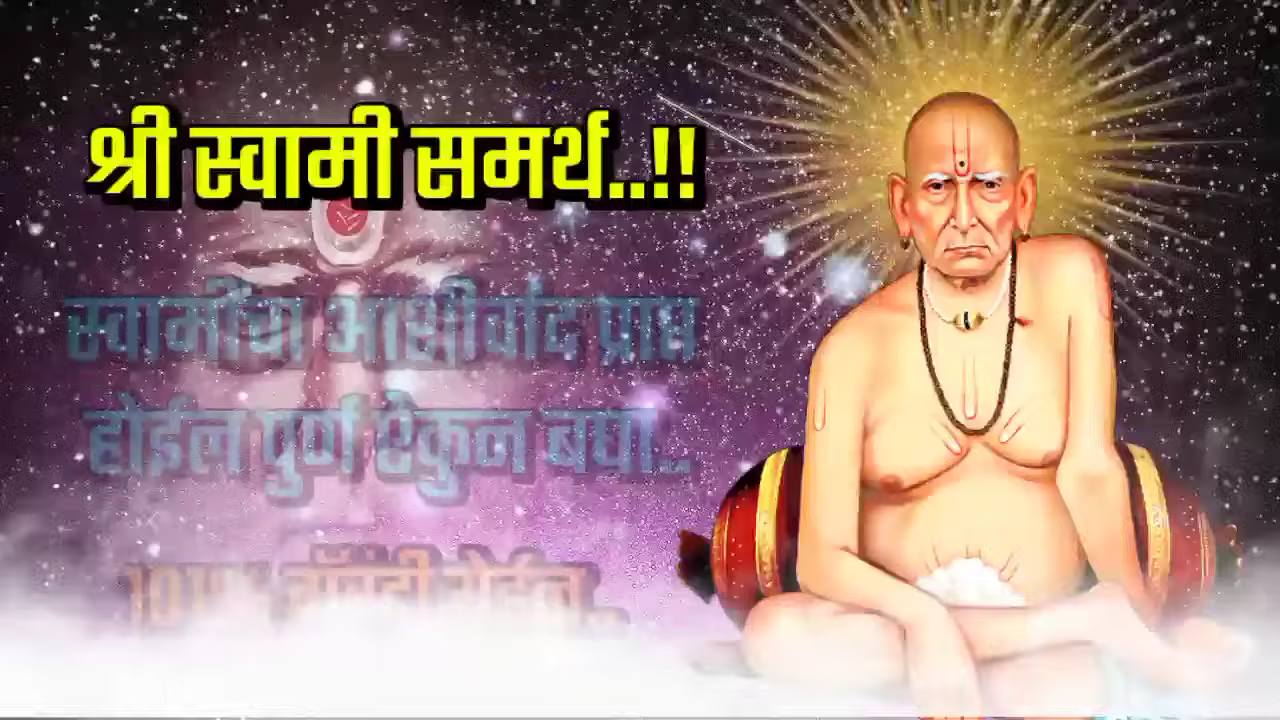 श्री स्वामी समर्थ..!!
स्वामींचा आशीर्वाद प्राप्त
होईल पुर्ण ऐकुन बघा..